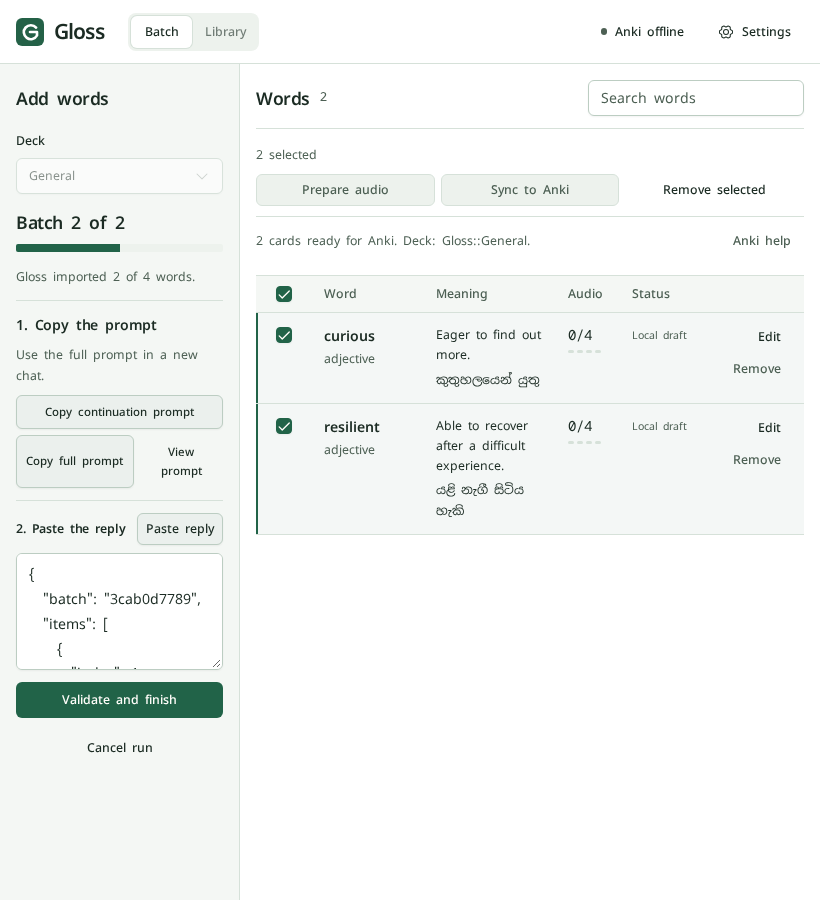 Gloss
Batch
Library
Anki offline
Settings
Add words
Deck
General
Batch 2 of 2
Gloss imported 2 of 4 words.
1. Copy the prompt
Use the full prompt in a new
chat.
Copy continuation prompt
Copy full prompt
View
prompt
2. Paste the reply
Paste reply
{
"batch": "3cab0d7789",
"items": [
{
Validate and finish
Cancel run
Words 2
Search words
2 selected
Prepare audio
Sync to Anki
Remove selected
2 cards ready for Anki. Deck: Gloss::General.
Anki help
Word Meaning Audio Status
curious
adjective
Eager to find out
more.
කුතුහලයෙන් යුතු
0/4
Local draft
Edit
Remove
resilient
adjective
Able to recover
after a difficult
experience.
යළි නැගී සිටිය
හැකි
0/4
Local draft
Edit
Remove